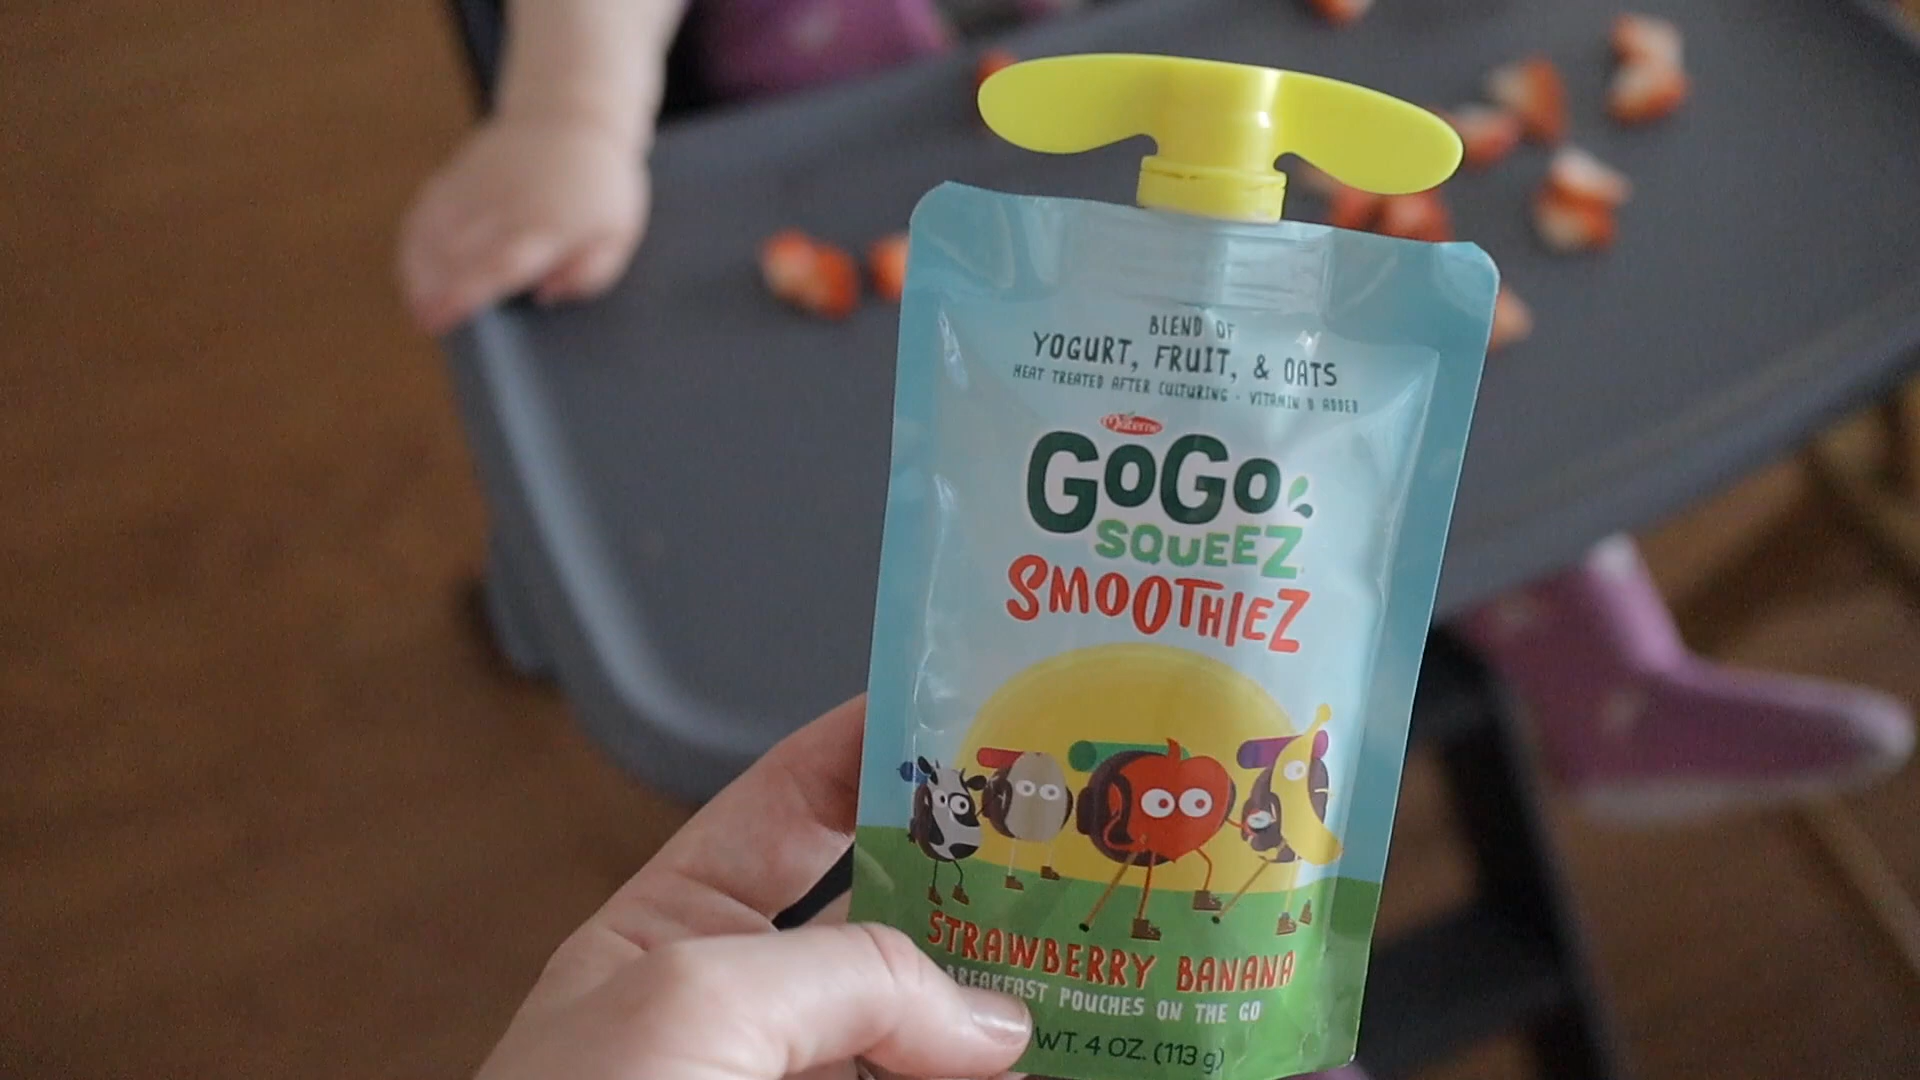 BLEND OF
YOGURT, FRUIT, & OATS
HEAT TREATED AFTER CULTURING · VITAMIN D ADDED
Materne
GOGO
SQUEEZ
SMOOTHIEZ
STRAWBERRY BANANA
BREAKFAST POUCHES ON THE GO
WT. 4 OZ. (113 g)